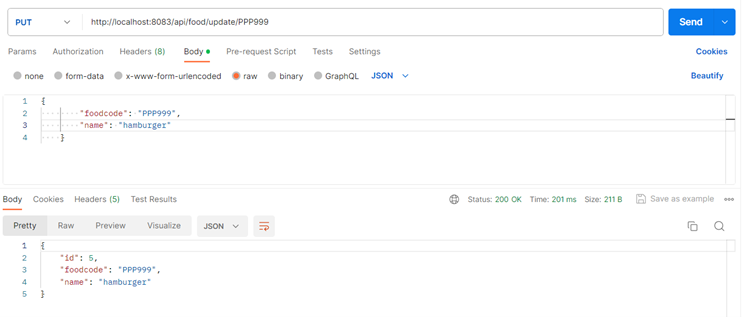 PUT http://localhost:8083/api/food/update/PPP999 Send
Params Authorization Headers (8) Body Pre-request Script Tests Settings Cookies
none form-data x-www-form-urlencoded raw binary GraphQL JSON Beautify
1 {
2 "foodcode": "PPP999",
3 "name": "hamburger"
4 }
Body Cookies Headers (5) Test Results Status: 200 OK Time: 201 ms Size: 211 B Save as example
Pretty Raw Preview Visualize JSON
1 {
2 "id": 5,
3 "foodcode": "PPP999",
4 "name": "hamburger"
5 }